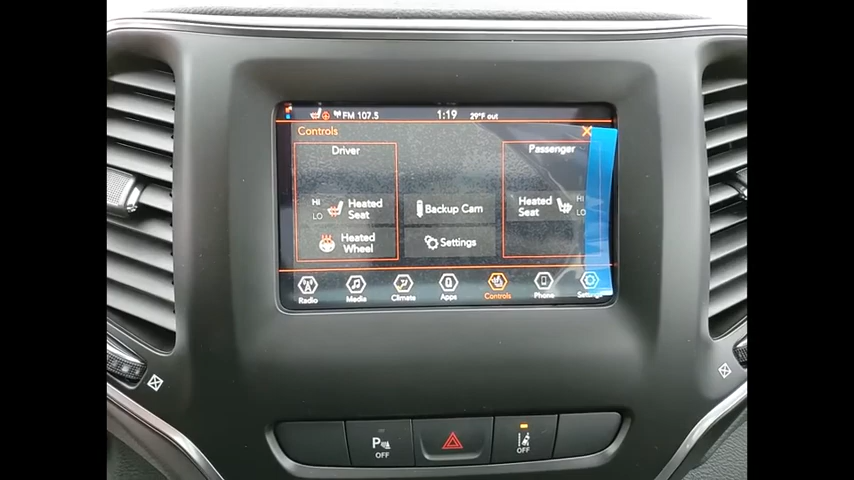 FM 107.5 1:19 29°F out
Controls X
Driver Passenger
HI
LO
Heated
Seat
Backup Cam
Heated
Seat
HI
LO
Heated
Wheel
Settings
Radio Media Climate Apps Controls Phone Settings
P OFF
OFF